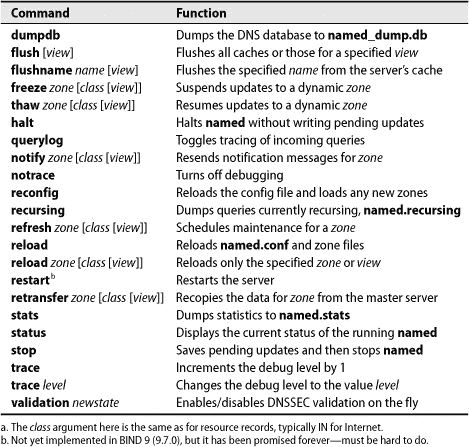 Command Function
dumpdb Dumps the DNS database to named_dump.db
flush [view] Flushes all caches or those for a specified view
flushname name [view] Flushes the specified name from the server's cache
freeze zone [class [view]] Suspends updates to a dynamic zone
thaw zone [class [view]] Resumes updates to a dynamic zone
halt Halts named without writing pending updates
querylog Toggles tracing of incoming queries
notify zone [class [view]] Resends notification messages for zone
notrace Turns off debugging
reconfig Reloads the config file and loads any new zones
recursing Dumps queries currently recursing, named.recursing
refresh zone [class [view]] Schedules maintenance for a zone
reload Reloads named.conf and zone files
reload zone [class [view]] Reloads only the specified zone or view
restart b Restarts the server
retransfer zone [class [view]] Recopies the data for zone from the master server
stats Dumps statistics to named.stats
status Displays the current status of the running named
stop Saves pending updates and then stops named
trace Increments the debug level by 1
trace level Changes the debug level to the value level
validation newstate Enables/disables DNSSEC validation on the fly
a. The class argument here is the same as for resource records, typically IN for Internet.
b. Not yet implemented in BIND 9 (9.7.0), but it has been promised forever—must be hard to do.